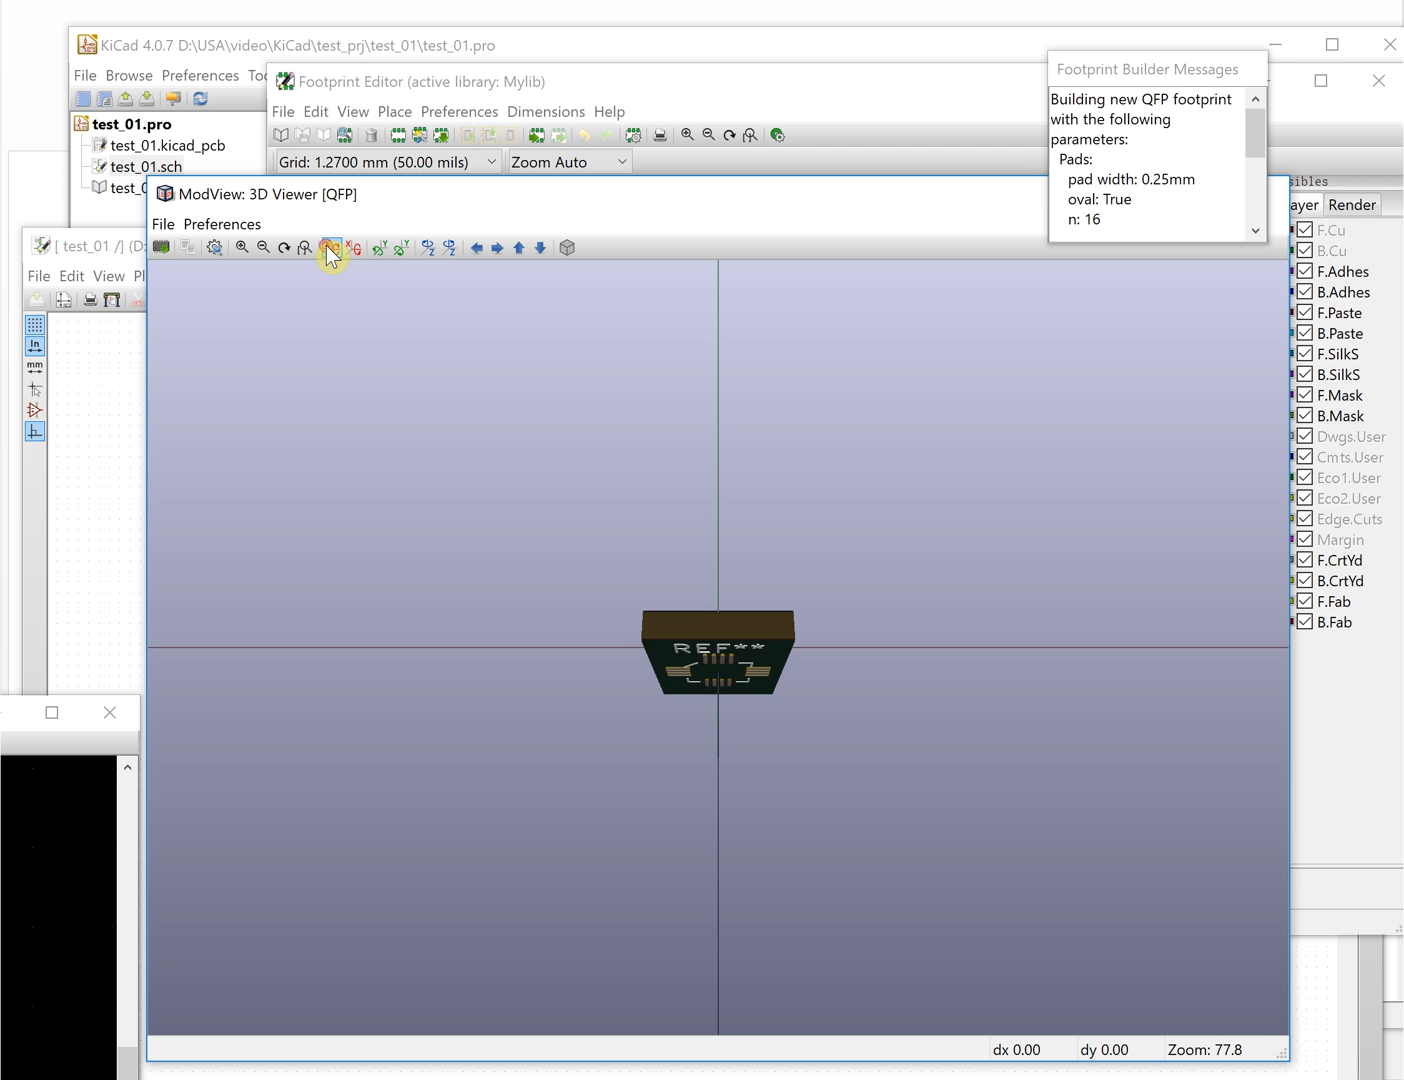 KiCad 4.0.7 D:\USA\video\KiCad\test_prj\test_01\test_01.pro
File Browse Preferences
test_01.pro
test_01.kicad_pcb
test_01.sch
Footprint Editor (active library: Mylib)
File Edit View Place Preferences Dimensions Help
Grid: 1.2700 mm (50.00 mils)
Zoom Auto
Footprint Builder Messages
Building new QFP footprint
with the following
parameters:
Pads:
pad width: 0.25mm
oval: True
n: 16
[ test_01 /] (D:
File Edit View
In
mm
ModView: 3D Viewer [QFP]
File Preferences
REF**
dx 0.00
dy 0.00
Zoom: 77.8
Render
F.Cu
B.Cu
F.Adhes
B.Adhes
F.Paste
B.Paste
F.SilkS
B.SilkS
F.Mask
B.Mask
Dwgs.User
Cmts.User
Eco1.User
Eco2.User
Edge.Cuts
Margin
F.CrtYd
B.CrtYd
F.Fab
B.Fab